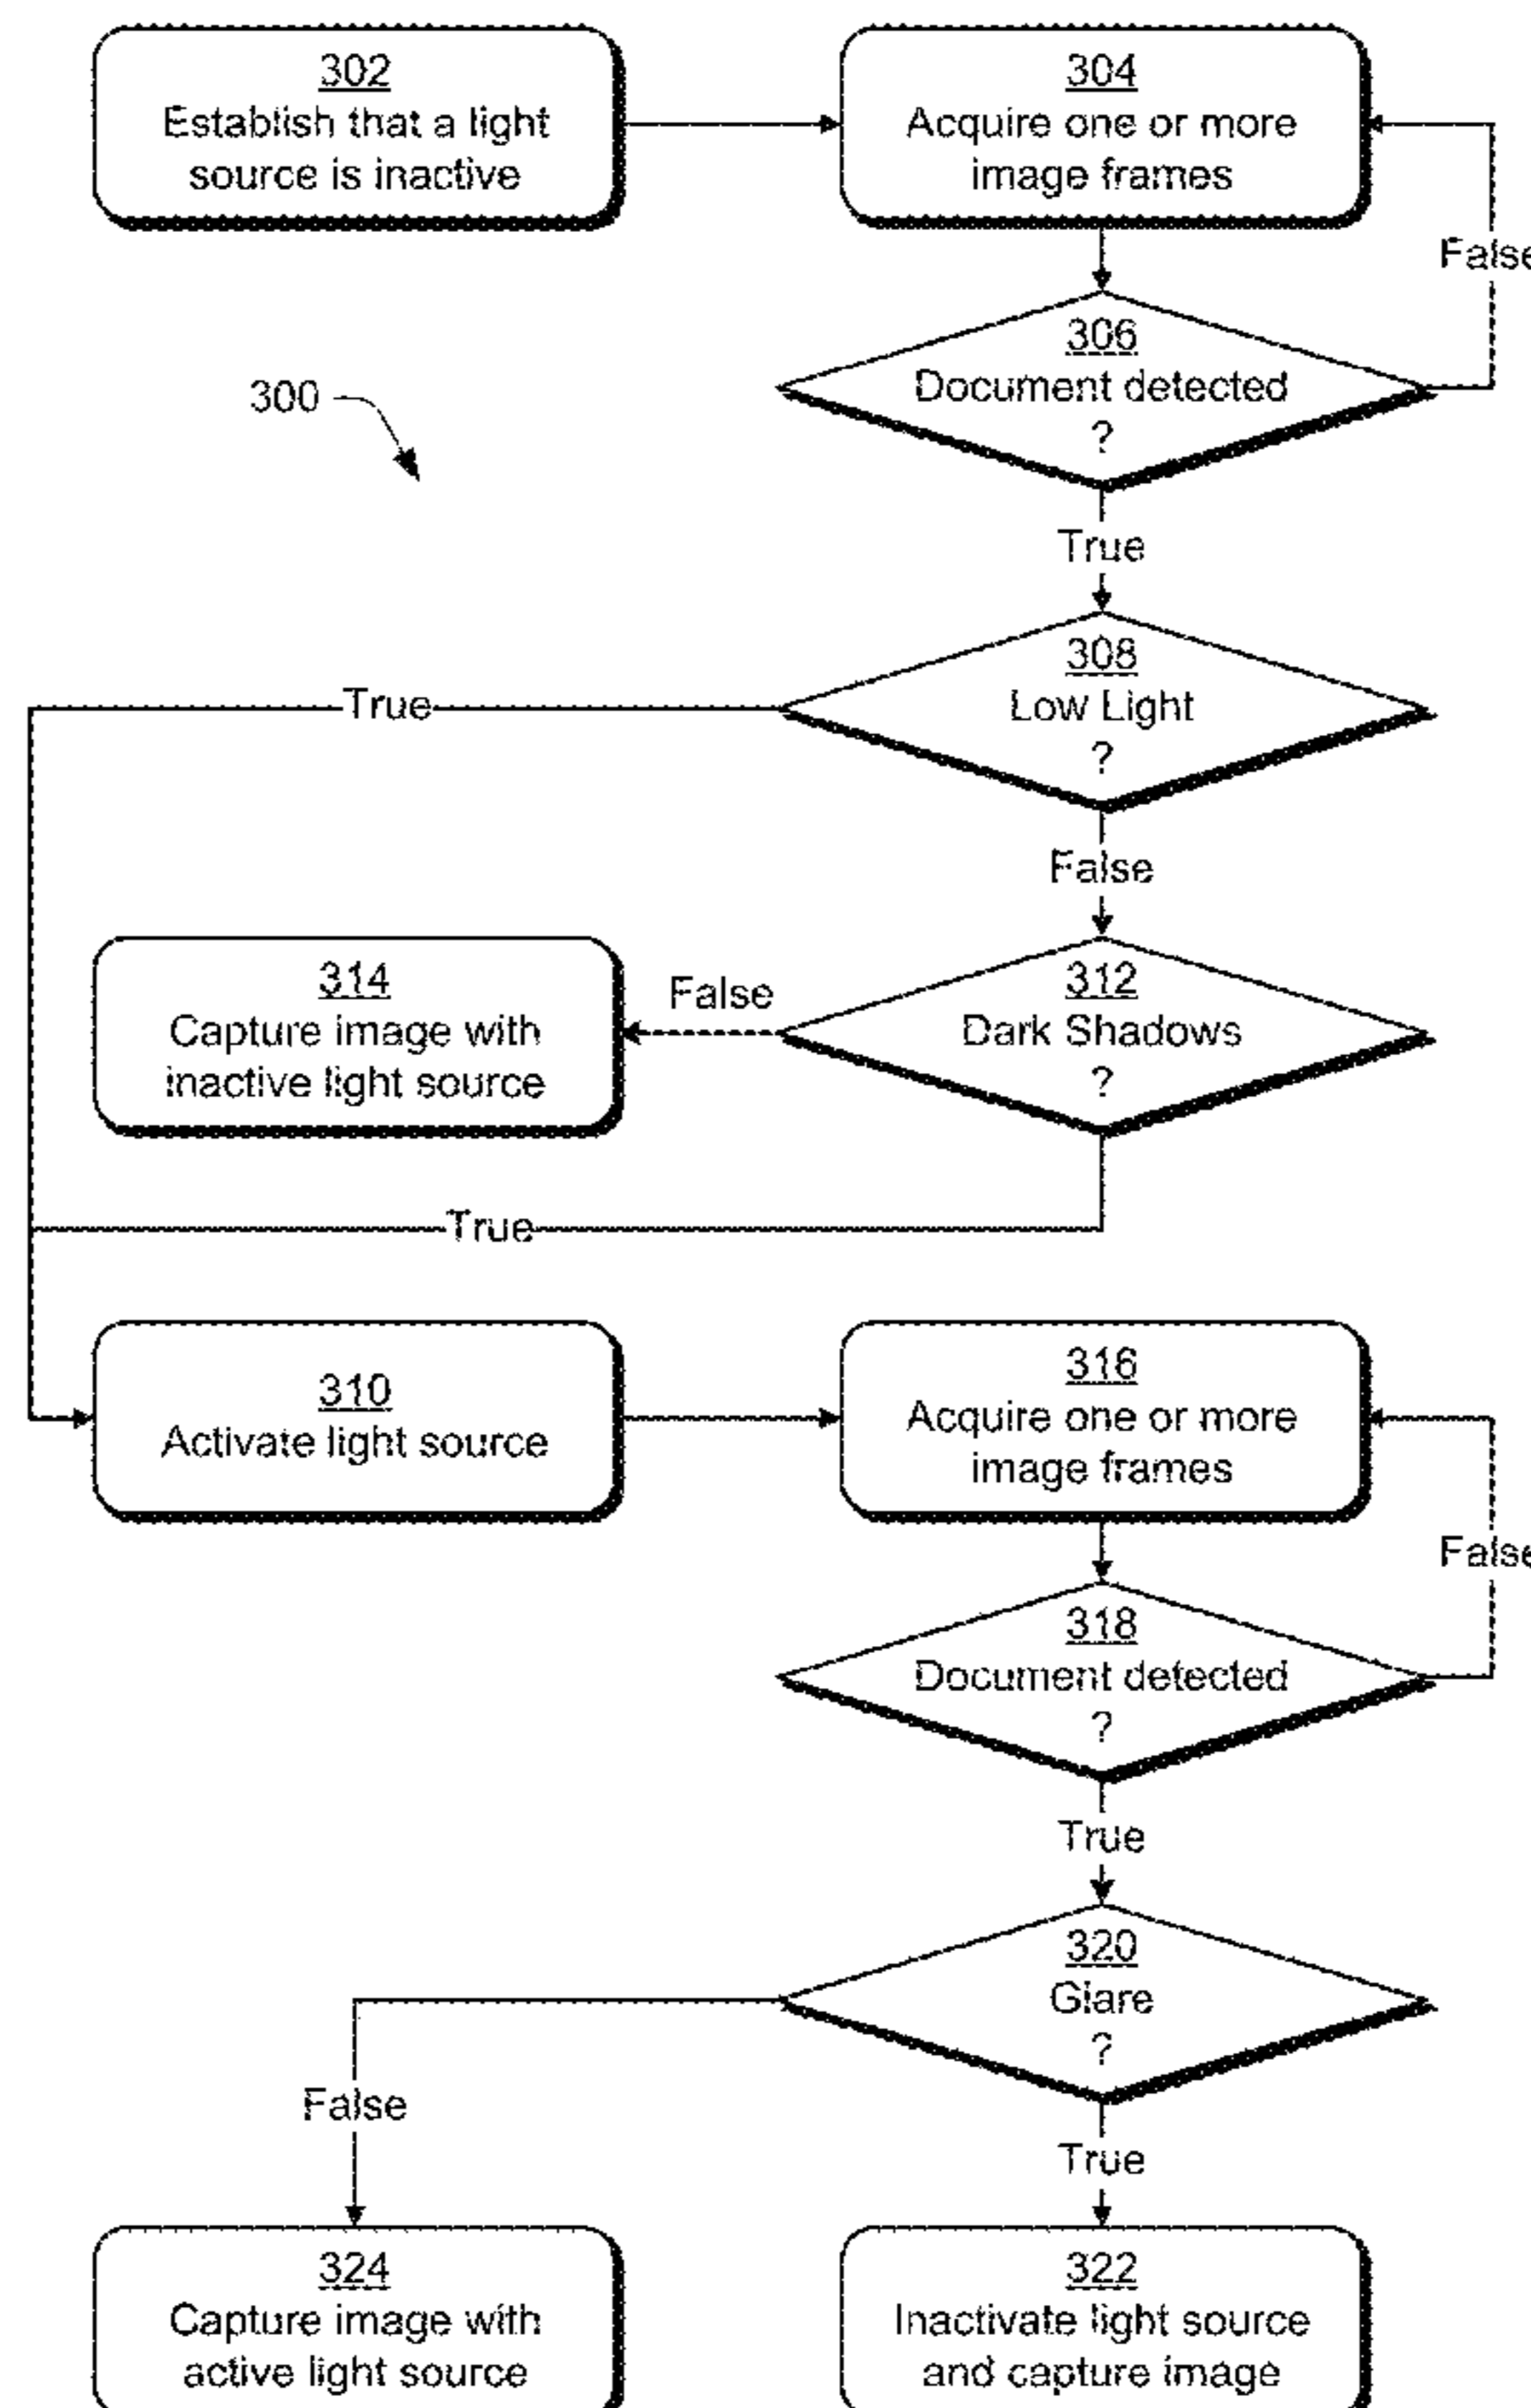 302
Establish that a light
source is inactive
304
Acquire one or more
image frames
False
306
Document detected
?
300
True
308
Low Light
?
True
False
314
Capture image with
inactive light source
False
312
Dark Shadows
?
True
310
Activate light source
316
Acquire one or more
image frames
False
318
Document detected
?
True
320
Glare
?
False
True
324
Capture image with
active light source
322
Inactivate light source
and capture image